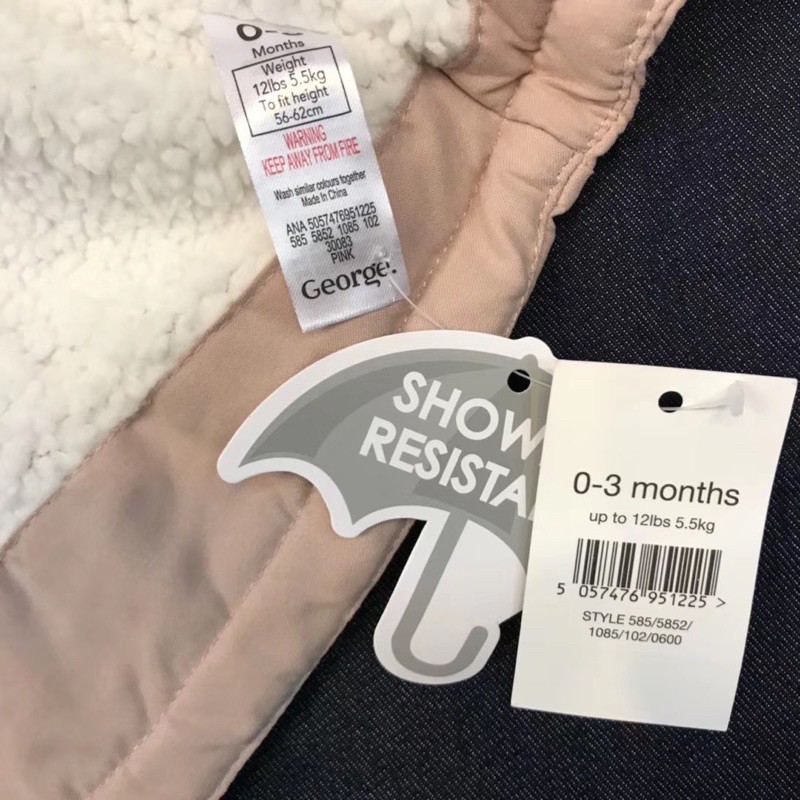 Months
Weight
12lbs 5.5kg
To fit height
56-62cm
WARNING
KEEP AWAY FROM FIRE
Wash similar colours together
Made In China
ANA 5057476951225
585 5852 1085 102
30083
PINK
George.
SHOW
RESISTA
0-3 months
up to 12lbs 5.5kg
5 057476 951225 >
STYLE 585/5852/
1085/102/0600